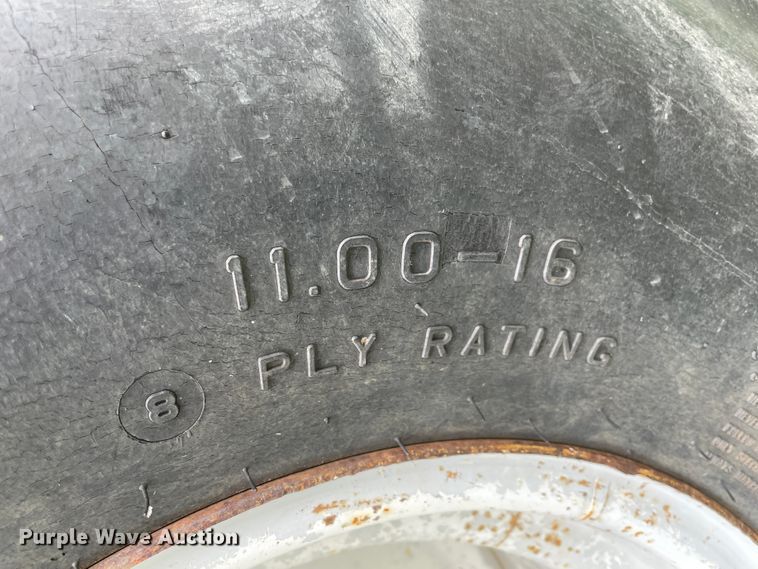 11.00-16
8 PLY RATING
Purple Wave Auction